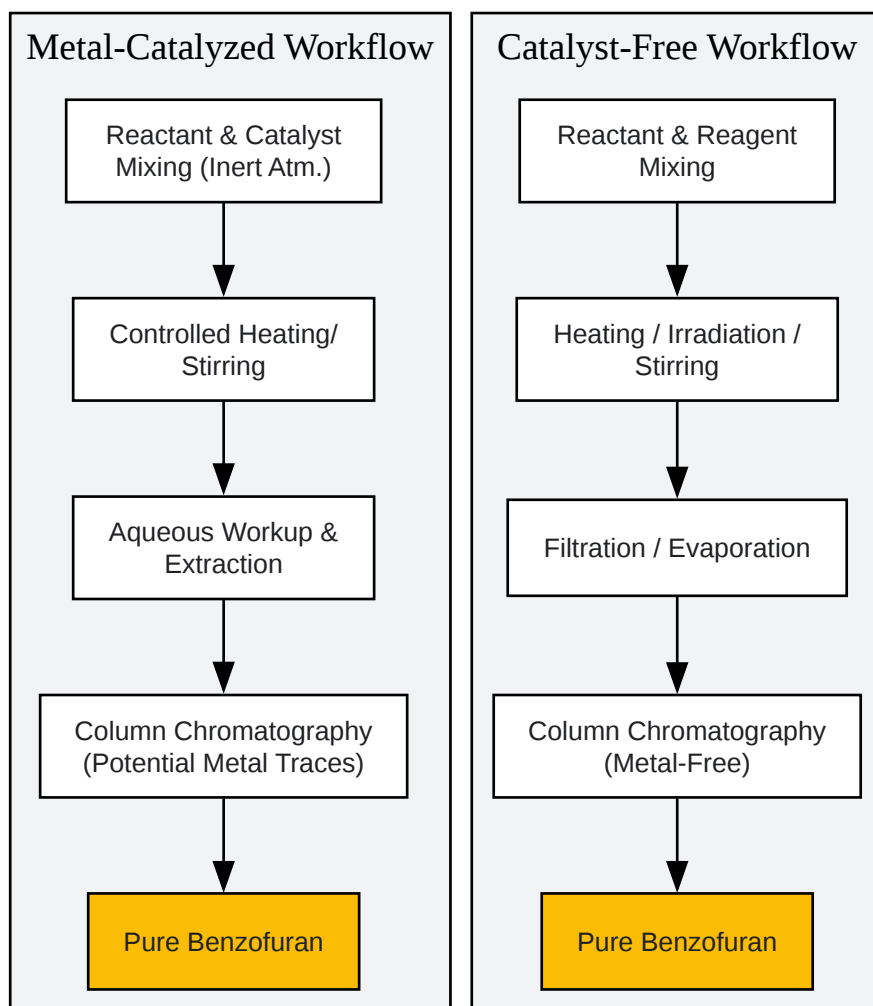 Metal-Catalyzed Workflow
Reactant & Catalyst
Mixing (Inert Atm.)
Controlled Heating/
Stirring
Aqueous Workup &
Extraction
Column Chromatography
(Potential Metal Traces)
Pure Benzofuran
Catalyst-Free Workflow
Reactant & Reagent
Mixing
Heating / Irradiation /
Stirring
Filtration / Evaporation
Column Chromatography
(Metal-Free)
Pure Benzofuran